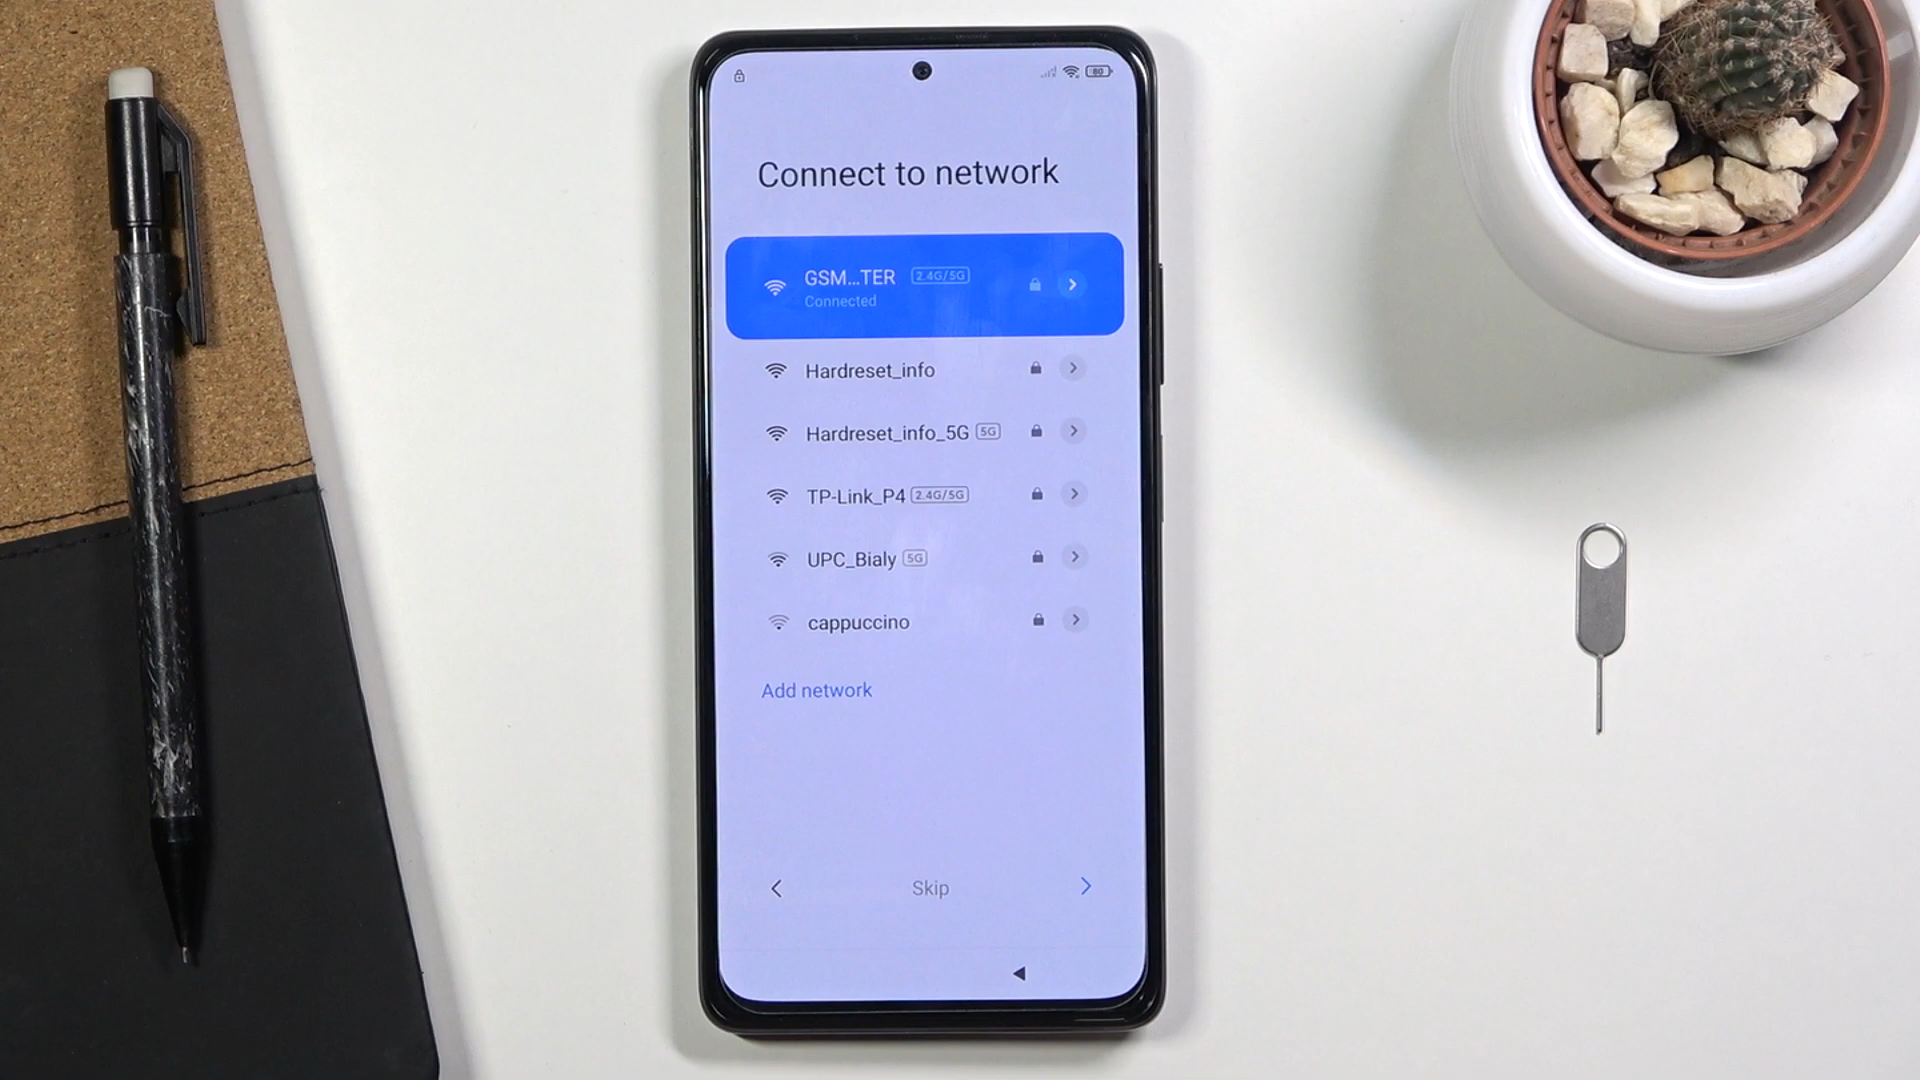 80
Connect to network
GSM...TER 2.4G/5G
Connected
Hardreset_info
Hardreset_info_5G 5G
TP-Link_P4 2.4G/5G
UPC_Bialy 5G
cappuccino
Add network
Skip